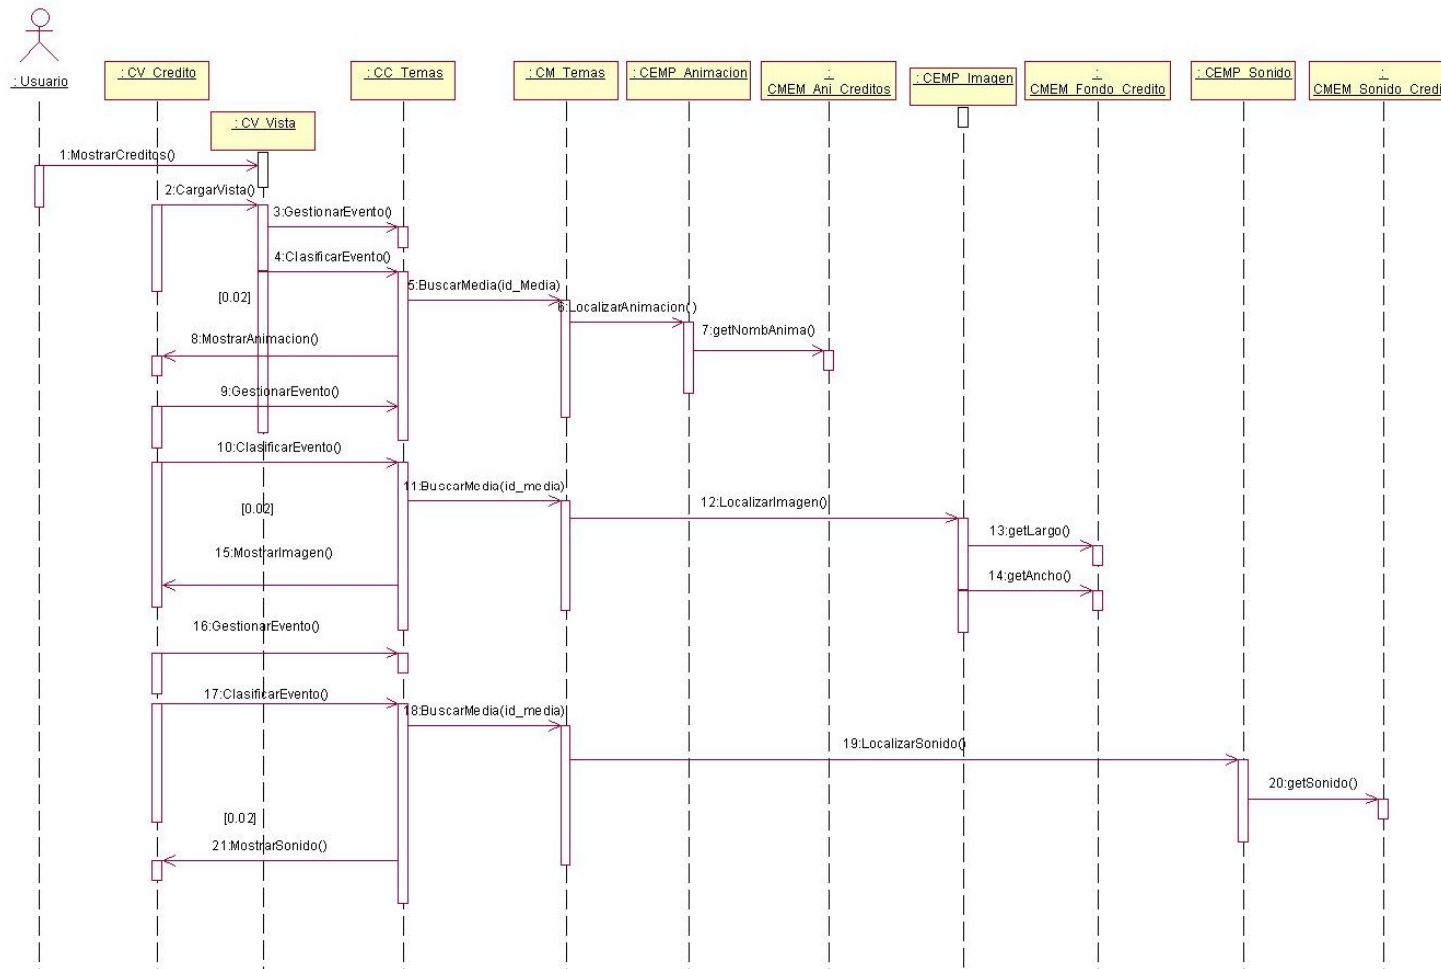 : Usuario
: CV_Credito
: CC_Temas
: CM_Temas
: CEMP_Animacion
:
CMEM_Ani_Creditos
: CEMP_Imagen
:
CMEM_Fondo_Credito
: CEMP_Sonido
:
CMEM_Sonido_Credi
: CV_Vista
1:MostrarCreditos()
2:CargarVista()
3:GestionarEvento()
4:ClasificarEvento()
5:BuscarMedia(id_Media)
[0.02]
6:LocalizarAnimacion( )
7:getNombAnima()
8:MostrarAnimacion()
9:GestionarEvento()
10:ClasificarEvento()
11:BuscarMedia(id_media)
[0.02]
12:LocalizarImagen()
13:getLargo()
15:MostrarImagen()
14:getAncho()
16:GestionarEvento()
17:ClasificarEvento()
18:BuscarMedia(id_media)
19:LocalizarSonido()
20:getSonido()
[0.02]
21:MostrarSonido()